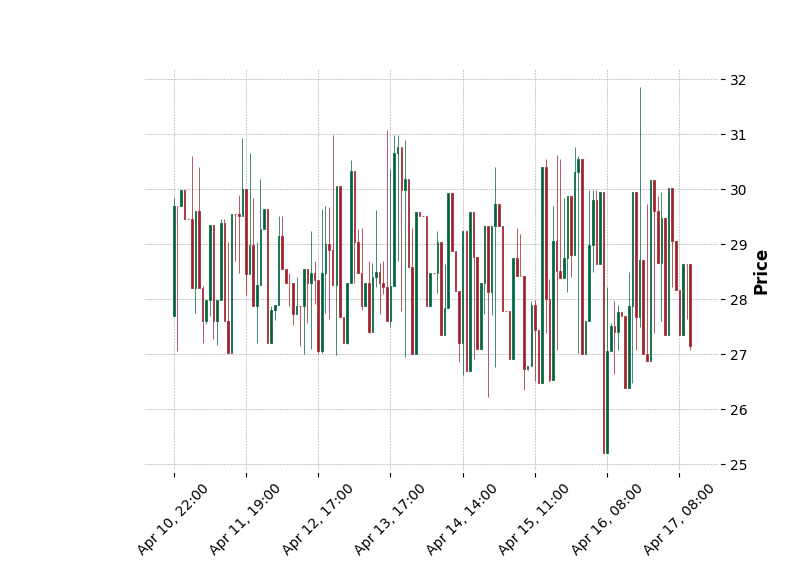 32
31
30
29
28
27
26
25
Price
Apr 10, 22:00
Apr 11, 19:00
Apr 12, 17:00
Apr 13, 17:00
Apr 14, 14:00
Apr 15, 11:00
Apr 16, 08:00
Apr 17, 08:00